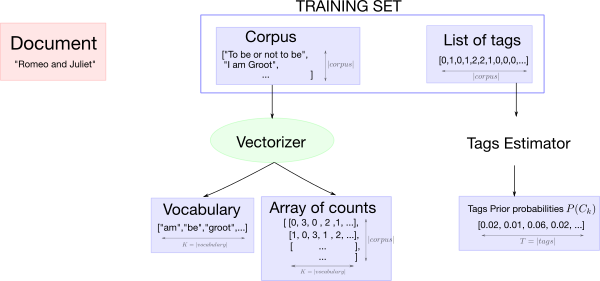 TRAINING SET
Document
"Romeo and Juliet"
Corpus
["To be or not to be",
"I am Groot",
... ]
|corpus|
List of tags
[0,1,0,1,2,2,1,0,0,0,...]
|corpus|
Vectorizer
Tags Estimator
Vocabulary
["am","be","groot",...]
K = |vocabulary|
Array of counts
[ [0, 3, 0 , 2 ,1, ...],
[1, 0, 3, 1 , 2, ...],
[ ... ],
... ]
|corpus|
K = |vocabulary|
Tags Prior probabilities P(C_k)
[0.02, 0.01, 0.06, 0.02, ...]
T = |tags|